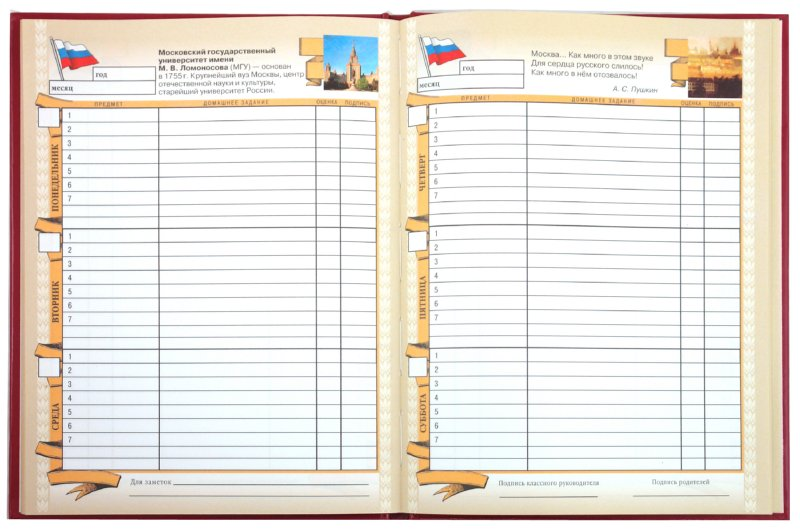 Московский государственный
университет имени
М. В. Ломоносова (МГУ) — основан
в 1755 г. Крупнейший вуз Москвы, центр
отечественной науки и культуры,
старейший университет России.
год
месяц
ПРЕДМЕТ ДОМАШНЕЕ ЗАДАНИЕ ОЦЕНКА ПОДПИСЬ
ПОНЕДЕЛЬНИК
1
2
3
4
5
6
7
ВТОРНИК
1
2
3
4
5
6
7
СРЕДА
1
2
3
4
5
6
7
Для заметок
Москва... Как много в этом звуке
Для сердца русского слилось!
Как много в нём отозвалось!
А. С. Пушкин
год
месяц
ПРЕДМЕТ ДОМАШНЕЕ ЗАДАНИЕ ОЦЕНКА ПОДПИСЬ
ЧЕТВЕРГ
1
2
3
4
5
6
7
ПЯТНИЦА
1
2
3
4
5
6
7
СУББОТА
1
2
3
4
5
6
7
Подпись классного руководителя Подпись родителей